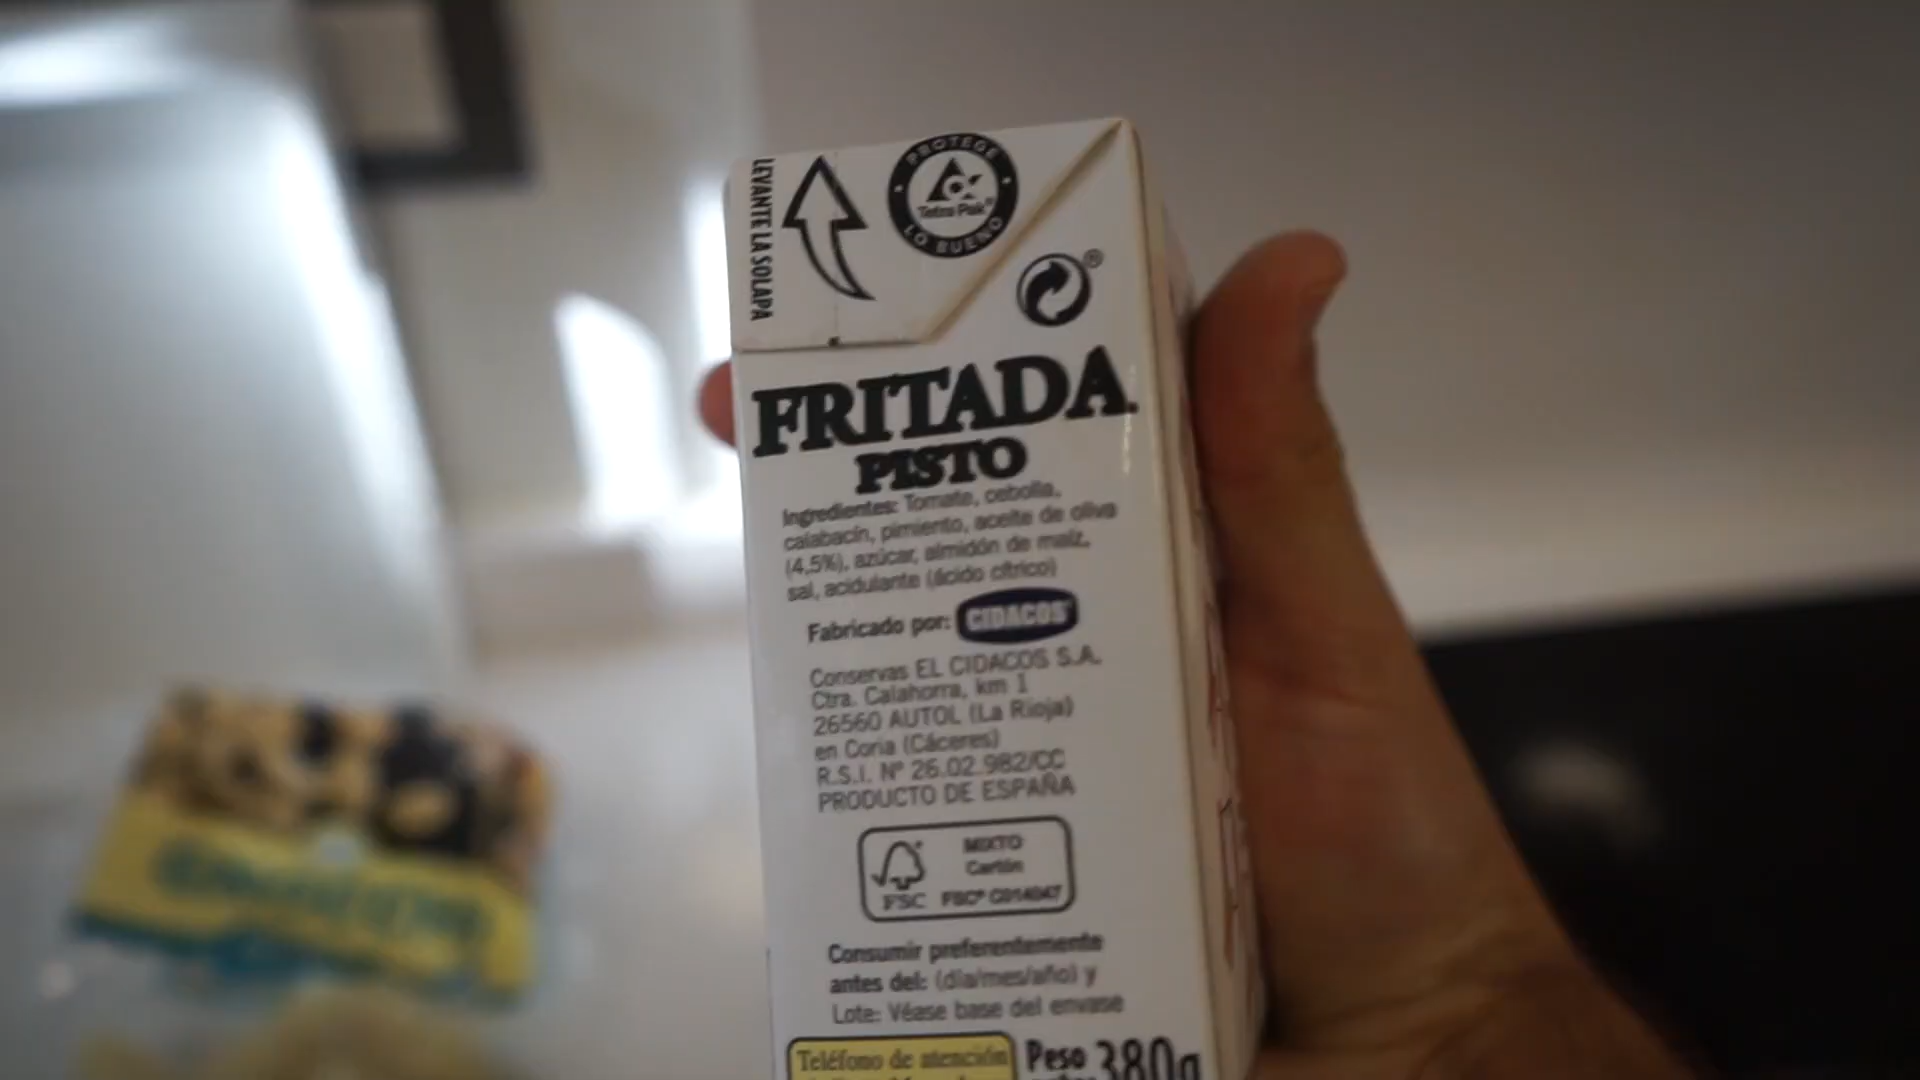 LEVANTE LA SOLAPA
PROTEGE
Tetra Pak®
LO BUENO
®
FRITADA
PISTO
Ingredientes: Tomate, cebolla,
calabacín, pimiento, aceite de oliva
(4,5%), azúcar, almidón de maíz,
sal, acidulante (ácido cítrico)
Fabricado por: CIDACOS
Conservas EL CIDACOS S.A.
Ctra. Calahorra, km 1
26560 AUTOL (La Rioja)
en Coria (Cáceres)
R.S.I. Nº 26.02.982/CC
PRODUCTO DE ESPAÑA
MIXTO
Cartón
FSC FSC® C014047
Consumir preferentemente
antes del: (día/mes/año) y
Lote: Véase base del envase
Teléfono de atención
Peso 380g